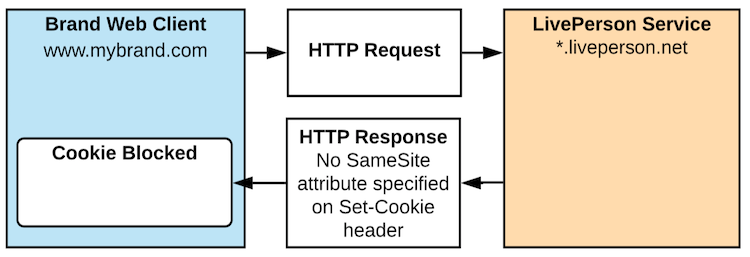 Brand Web Client
www.mybrand.com
HTTP Request
LivePerson Service
*.liveperson.net
Cookie Blocked
HTTP Response
No SameSite
attribute specified
on Set-Cookie
header